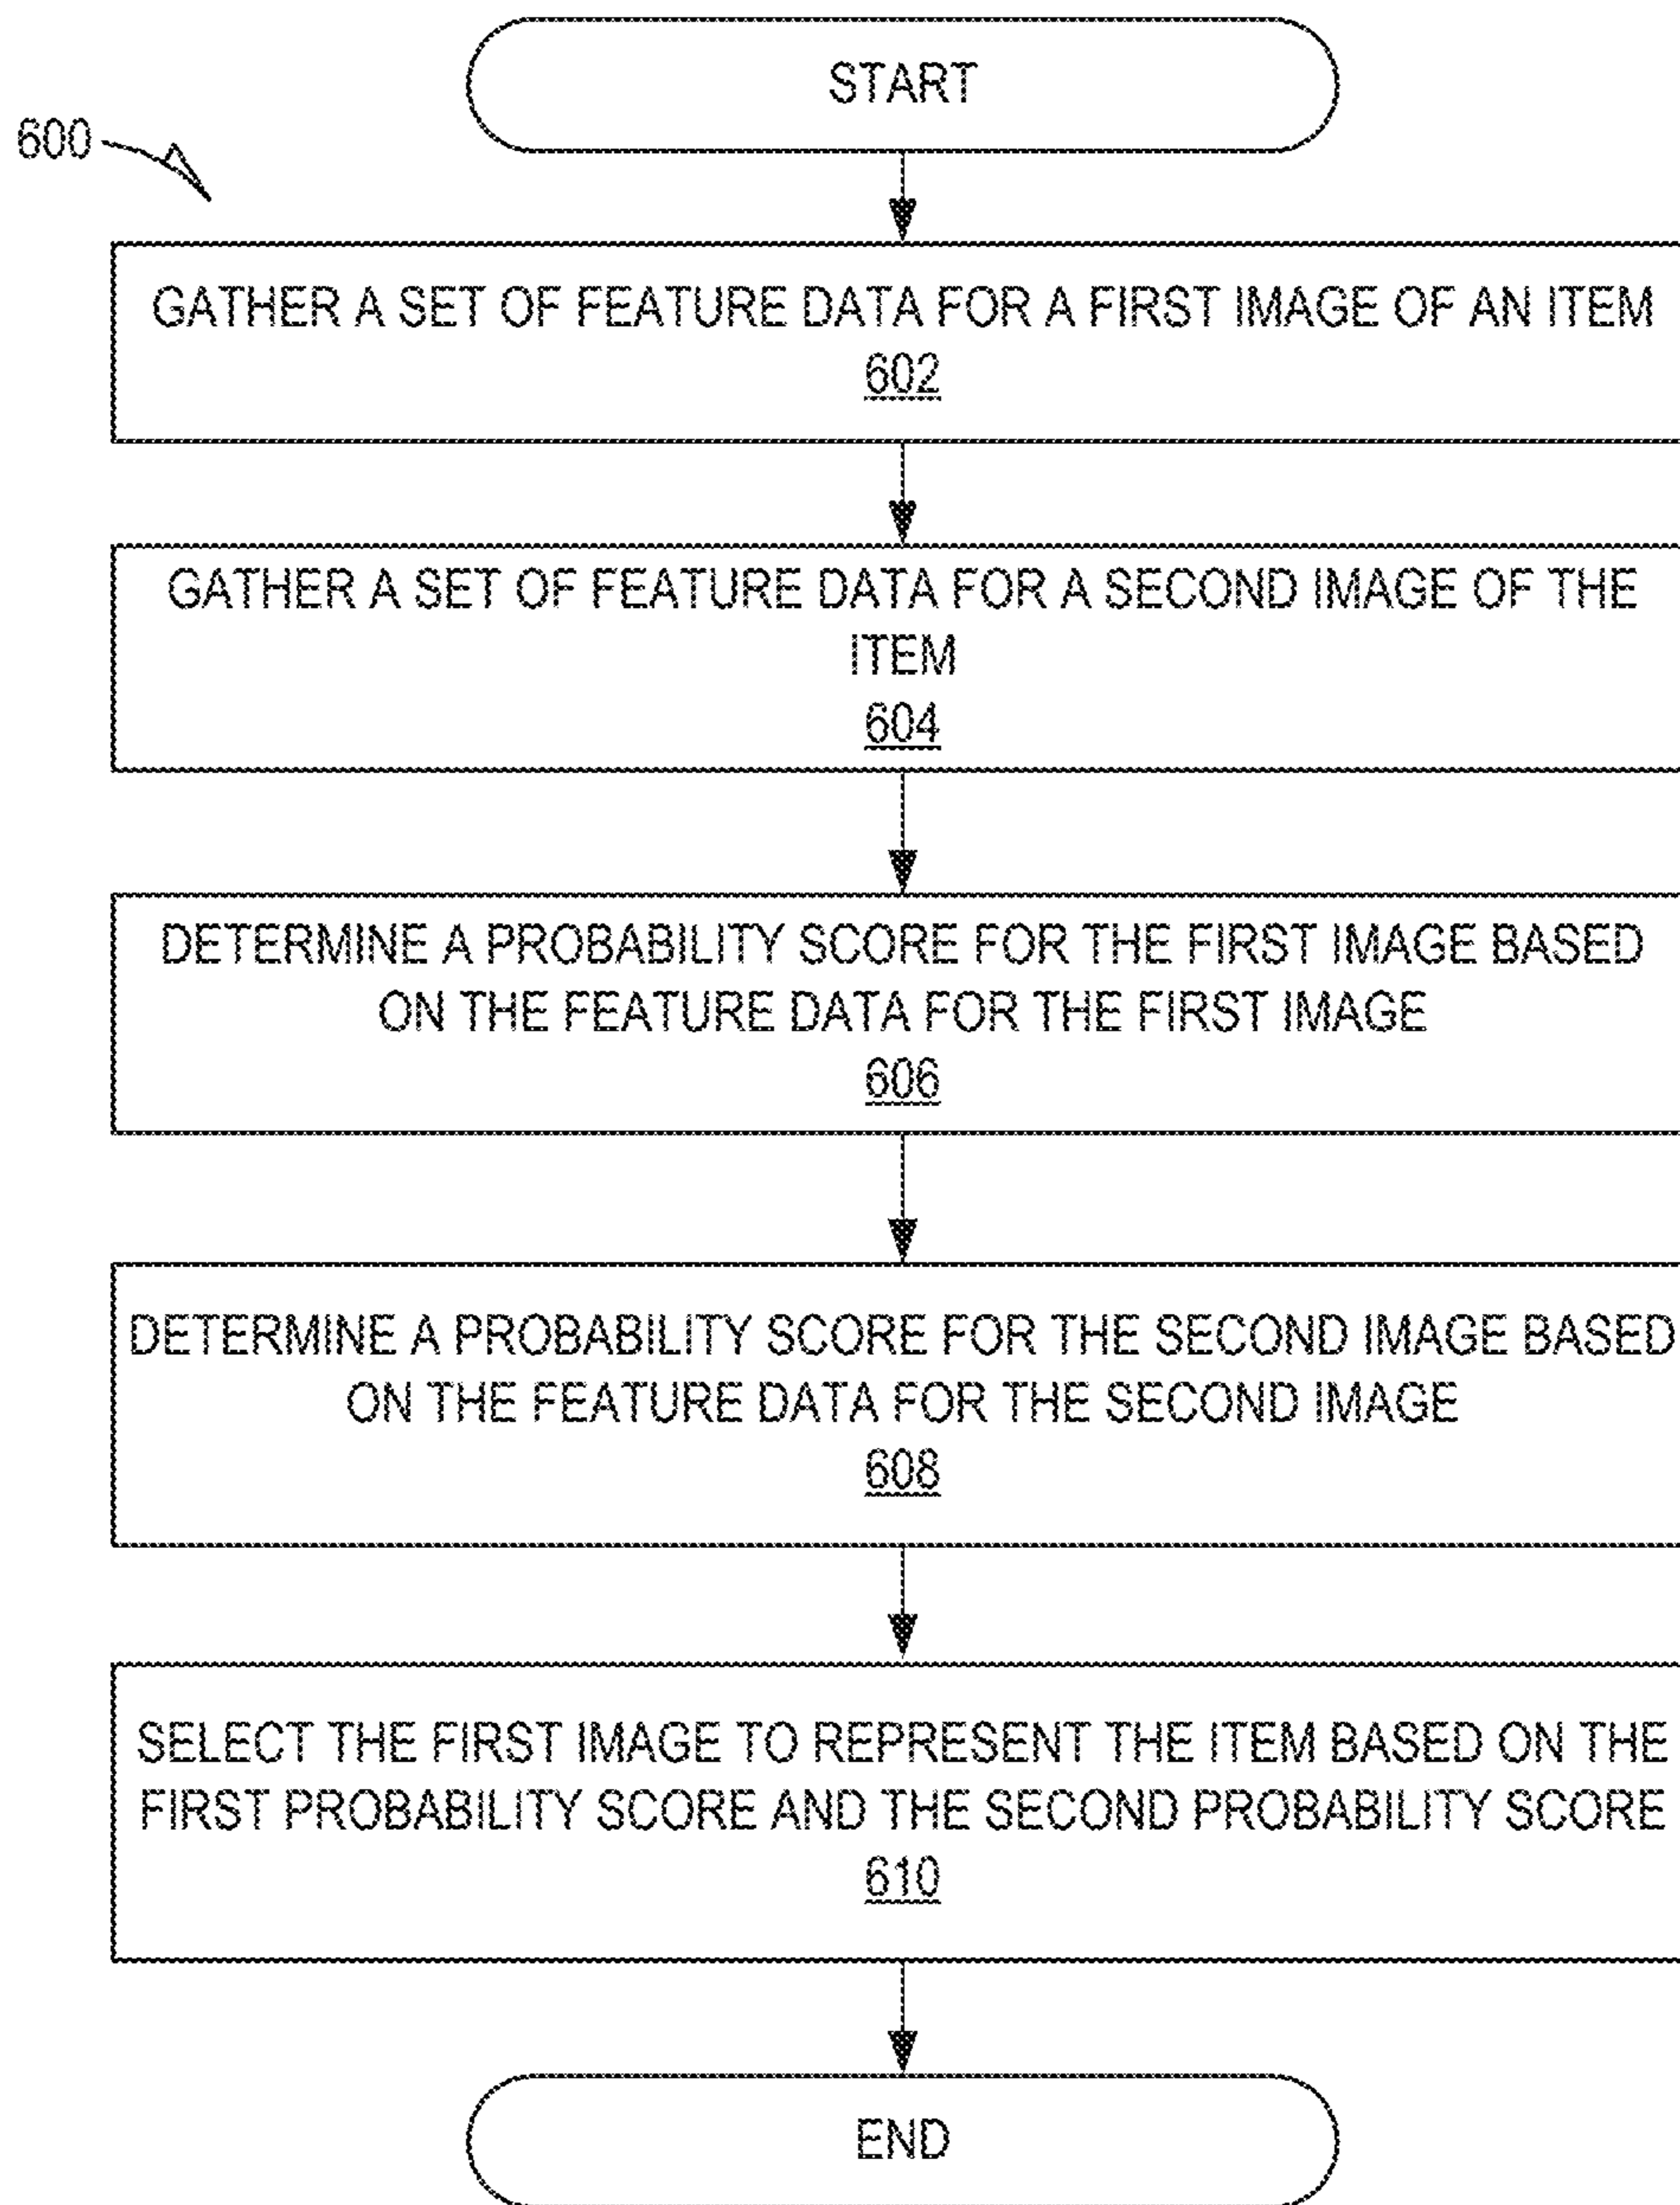 START
600
GATHER A SET OF FEATURE DATA FOR A FIRST IMAGE OF AN ITEM
602
GATHER A SET OF FEATURE DATA FOR A SECOND IMAGE OF THE
ITEM
604
DETERMINE A PROBABILITY SCORE FOR THE FIRST IMAGE BASED
ON THE FEATURE DATA FOR THE FIRST IMAGE
606
DETERMINE A PROBABILITY SCORE FOR THE SECOND IMAGE BASED
ON THE FEATURE DATA FOR THE SECOND IMAGE
608
SELECT THE FIRST IMAGE TO REPRESENT THE ITEM BASED ON THE
FIRST PROBABILITY SCORE AND THE SECOND PROBABILITY SCORE
610
END